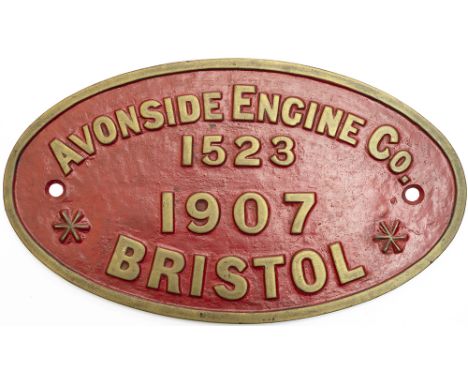 AVONSIDE ENGINE CO.
1523
1907
BRISTOL